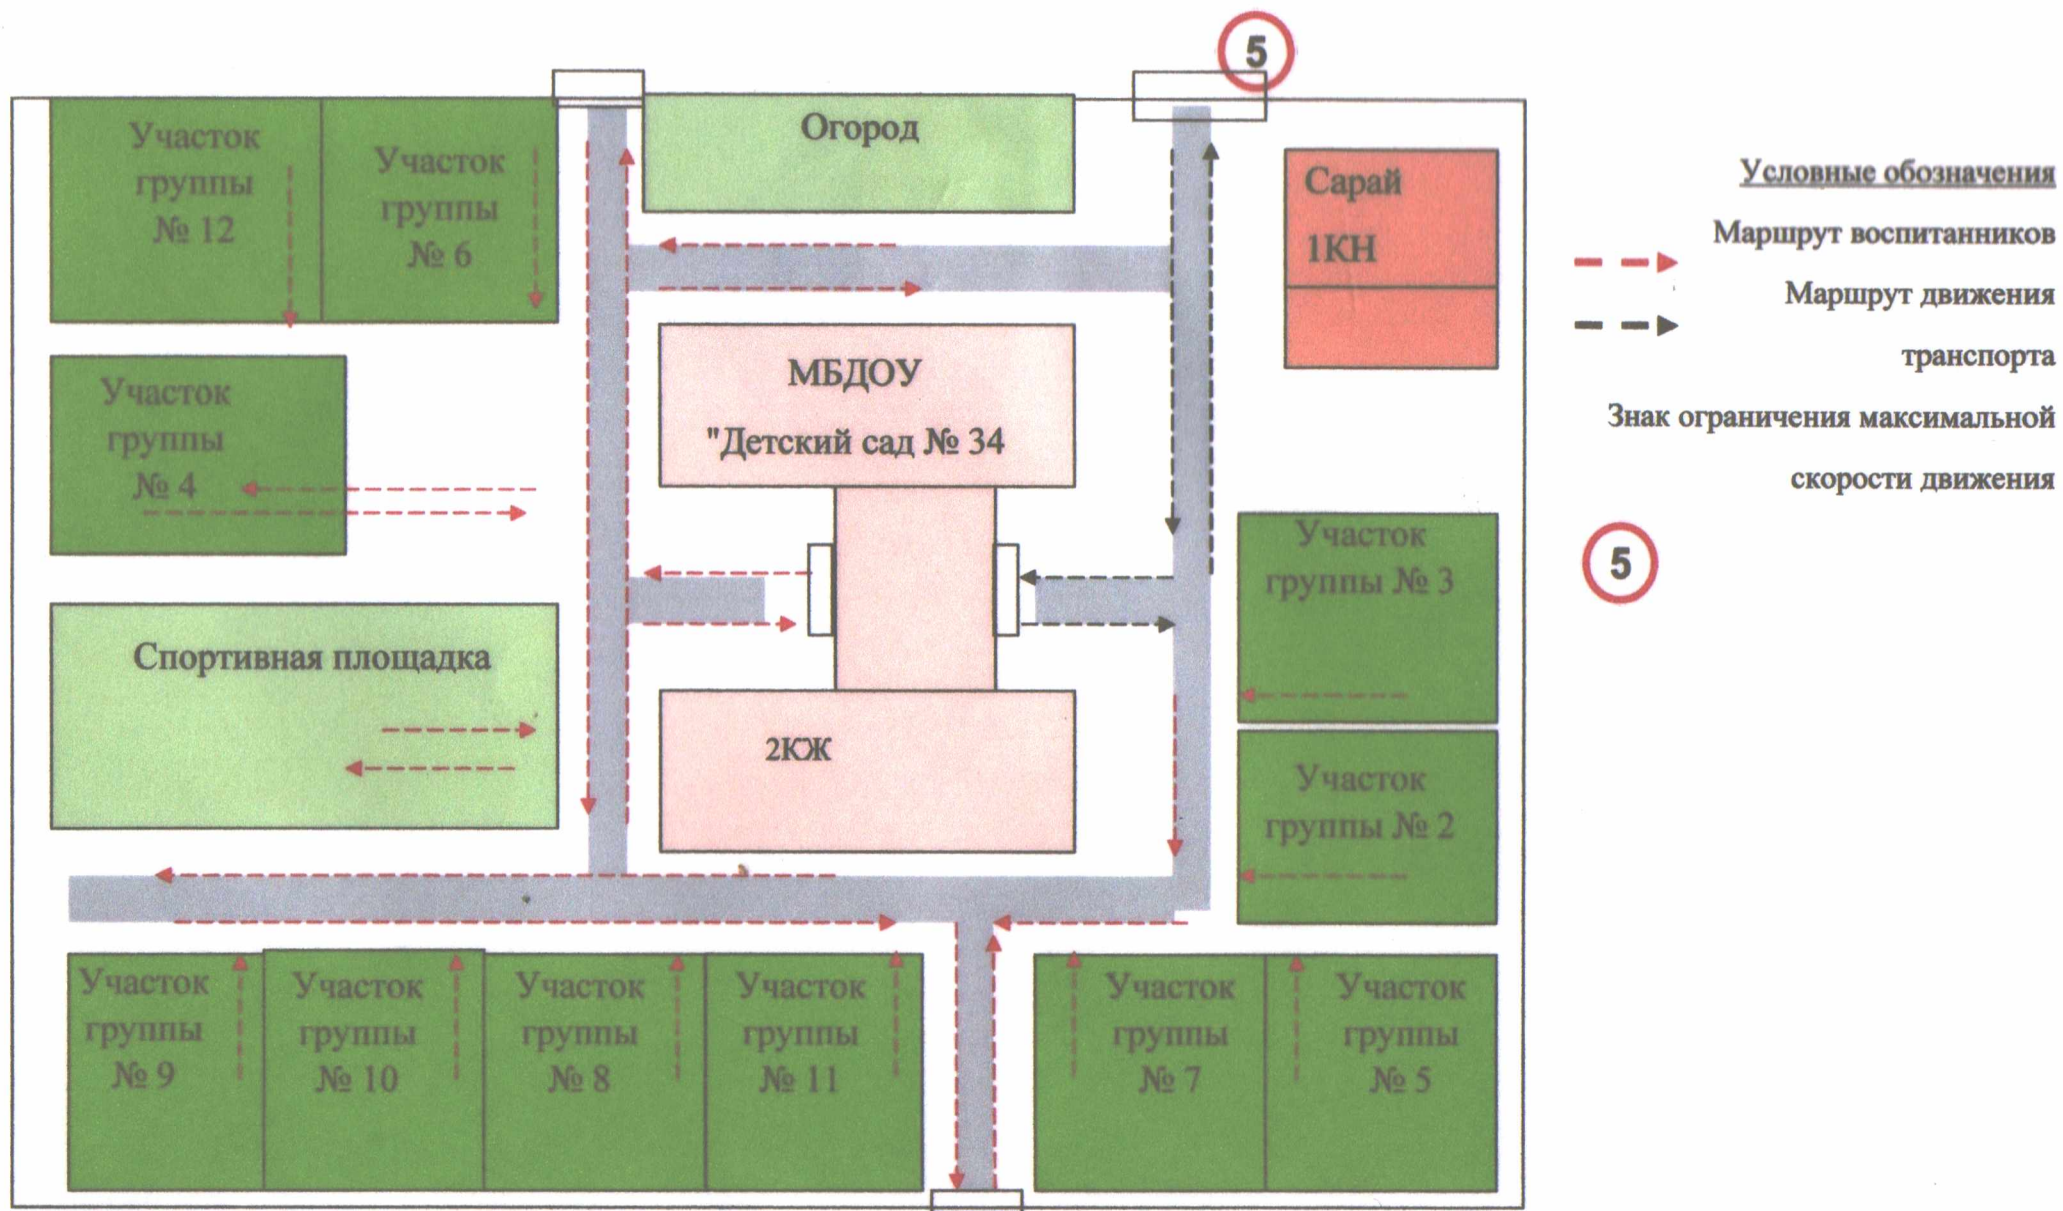 5
Участок
группы
№ 12
Участок
группы
№ 6
Огород
Сарай
1КН
Участок
группы
№ 4
МБДОУ
"Детский сад № 34
Спортивная площадка
2КЖ
Участок
группы № 3
Участок
группы № 2
Участок
группы
№ 9
Участок
группы
№ 10
Участок
группы
№ 8
Участок
группы
№ 11
Участок
группы
№ 7
Участок
группы
№ 5
Условные обозначения
Маршрут воспитанников
Маршрут движения
транспорта
Знак ограничения максимальной
скорости движения
5